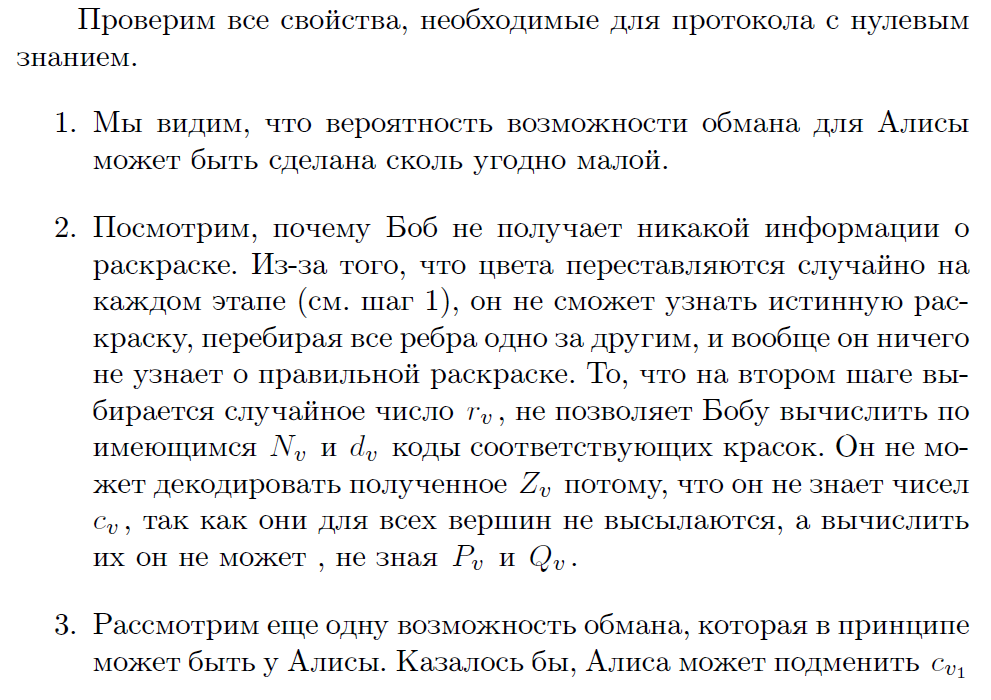 Проверим все свойства, необходимые для протокола с нулевым
знанием.
1. Мы видим, что вероятность возможности обмана для Алисы
может быть сделана сколь угодно малой.
2. Посмотрим, почему Боб не получает никакой информации о
раскраске. Из-за того, что цвета переставляются случайно на
каждом этапе (см. шаг 1), он не сможет узнать истинную рас-
краску, перебирая все ребра одно за другим, и вообще он ничего
не узнает о правильной раскраске. То, что на втором шаге вы-
бирается случайное число r_v, не позволяет Бобу вычислить по
имеющимся N_v и d_v коды соответствующих красок. Он не мо-
жет декодировать полученное Z_v потому, что он не знает чисел
c_v, так как они для всех вершин не высылаются, а вычислить
их он не может , не зная P_v и Q_v.
3. Рассмотрим еще одну возможность обмана, которая в принципе
может быть у Алисы. Казалось бы, Алиса может подменить c_{v_1}